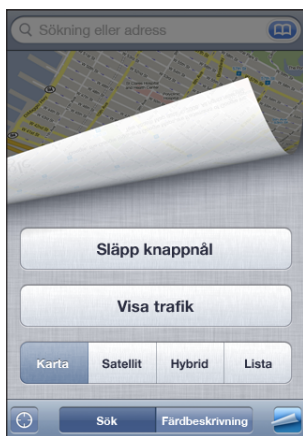 Sökning eller adress
Släpp knappnål
Visa trafik
Karta Satellit Hybrid Lista
Sök Färdbeskrivning